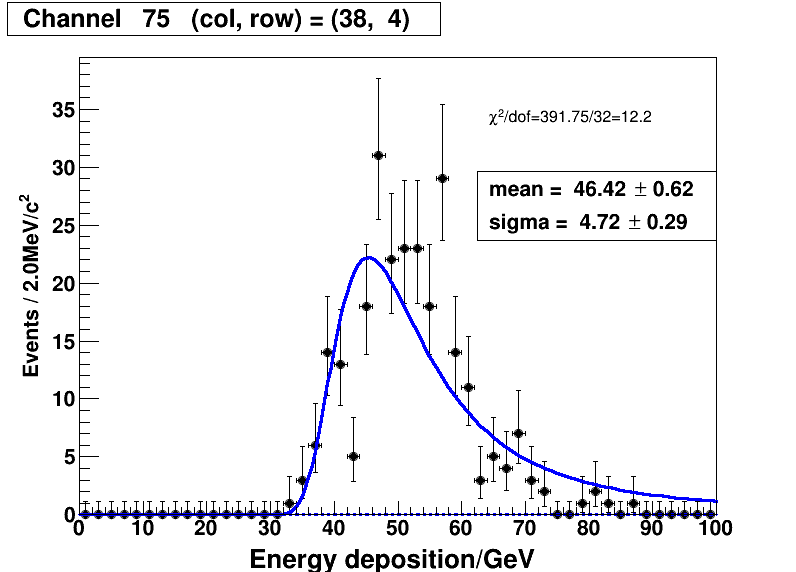 Channel 75 (col, row) = (38, 4)
χ²/dof=391.75/32=12.2
mean = 46.42 ± 0.62
sigma = 4.72 ± 0.29
Events / 2.0MeV/c²
35
30
25
20
15
10
5
0
0 10 20 30 40 50 60 70 80 90 100
Energy deposition/GeV